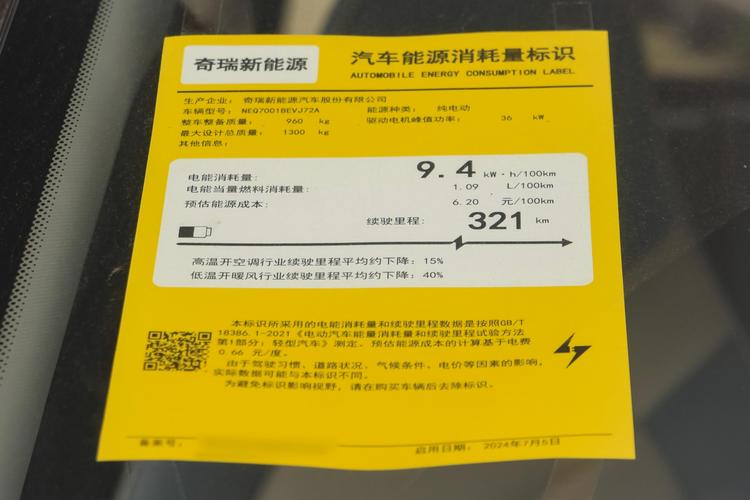 奇瑞新能源
汽车能源消耗量标识
AUTOMOBILE ENERGY CONSUMPTION LABEL
生产企业： 奇瑞新能源汽车股份有限公司
车辆型号： NEQ7001BEVJ72A 能源种类： 纯电动
整车整备质量： 960 kg 驱动电机峰值功率： 36 kW
最大设计总质量： 1300 kg
其他信息：
电能消耗量： 9.4 kW·h/100km
电能当量燃料消耗量： 1.09 L/100km
预估能源成本： 6.20 元/100km
续驶里程： 321 km
高温开空调行业续驶里程平均约下降：15%
低温开暖风行业续驶里程平均约下降：40%
本标识所采用的电能消耗量和续驶里程数据是按照GB/T
18386.1-2021《电动汽车能量消耗量和续驶里程试验方法
第1部分：轻型汽车》测定。预估能源成本的计算基于电费
0.66 元/度。
由于驾驶习惯、道路状况、气候条件、电价等因素的影响，
实际数据可能与本标识不同。
为避免标识影响视野，请在购买车辆后去除标识。
备案号：
启用日期： 2024年7月5日